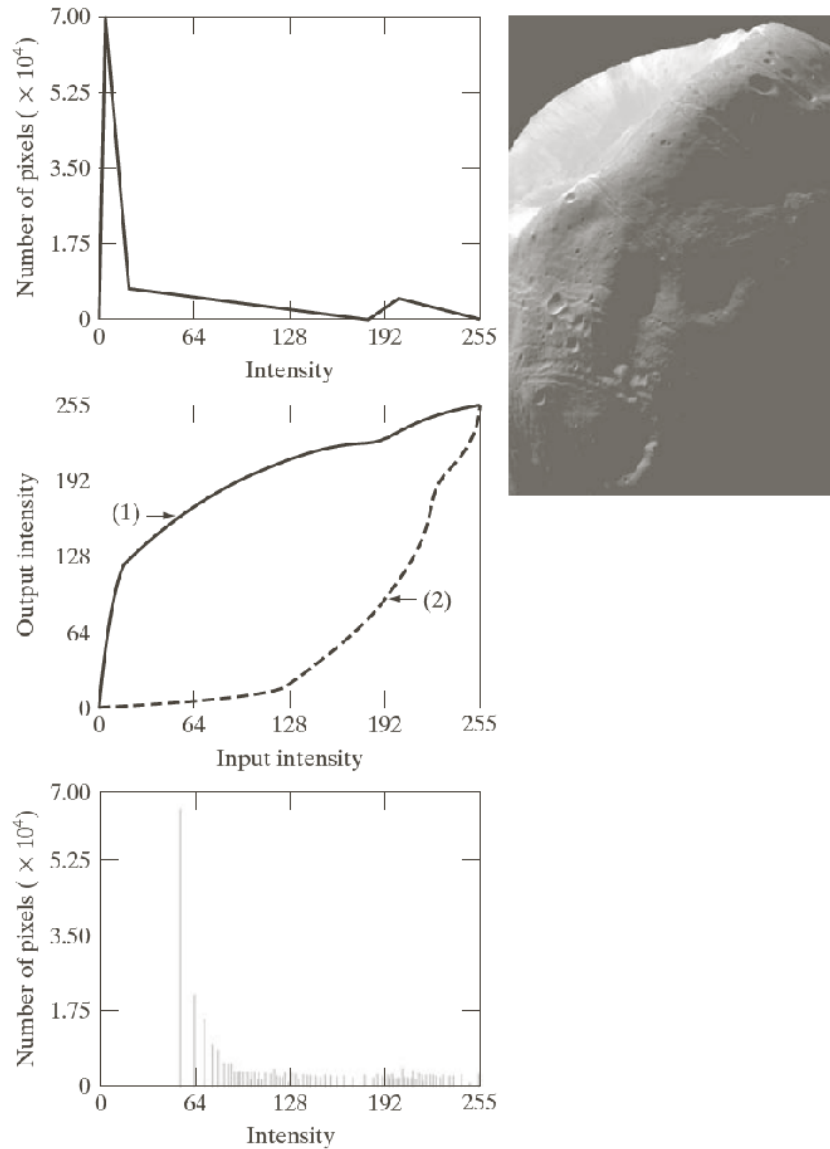 7.00
5.25
3.50
1.75
0
0 64 128 192 255
Number of pixels ( × 10⁴)
Intensity
255
192
128
64
0
0 64 128 192 255
Output intensity
(1)
(2)
Input intensity
7.00
5.25
3.50
1.75
0
0 64 128 192 255
Number of pixels ( × 10⁴)
Intensity